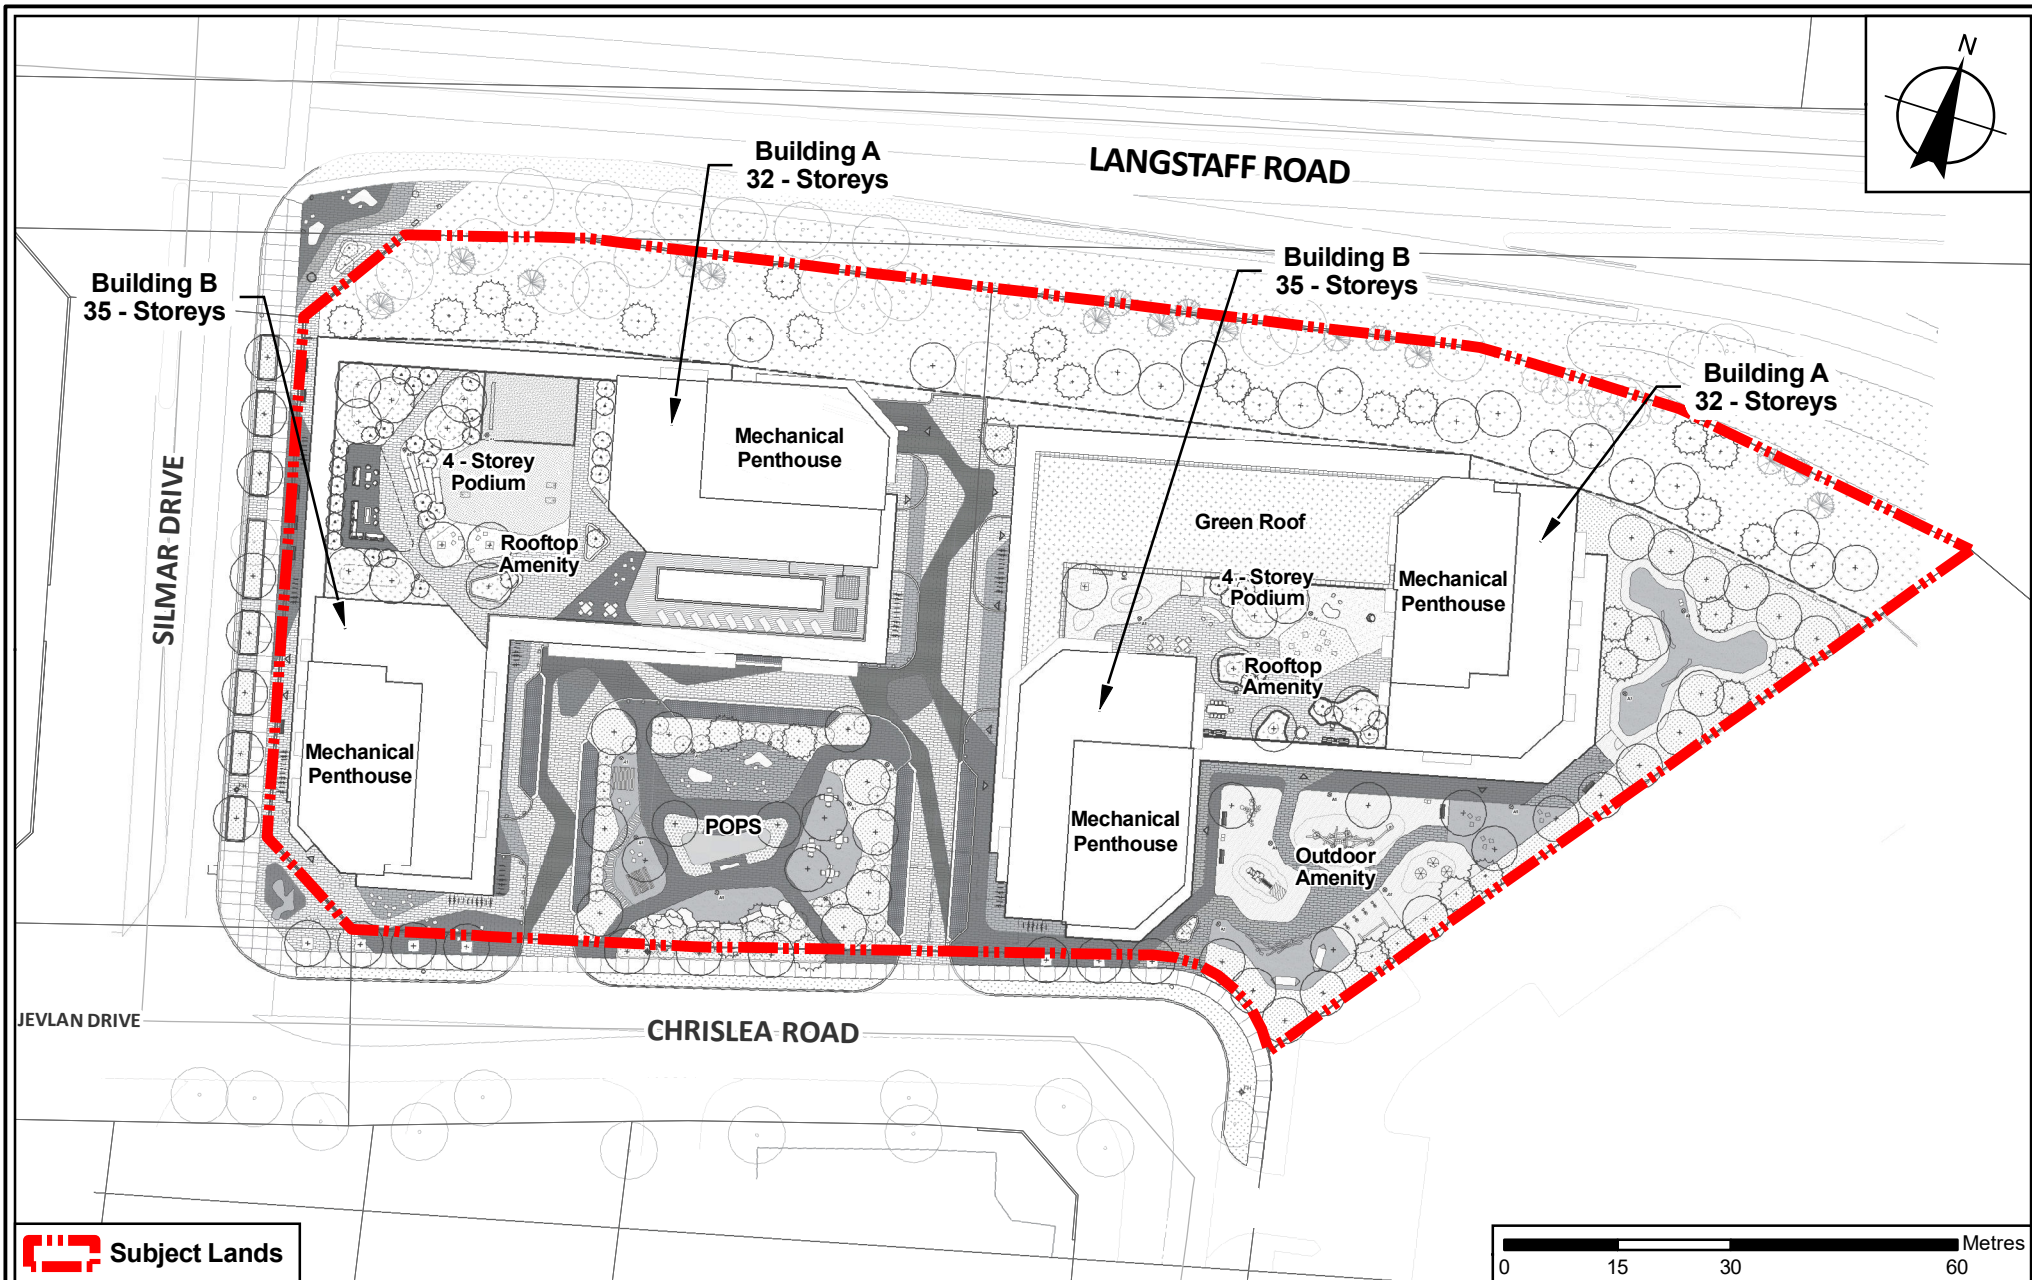 N
Building A
32 - Storeys
LANGSTAFF ROAD
Building B
35 - Storeys
Building B
35 - Storeys
Building A
32 - Storeys
Mechanical
Penthouse
4 - Storey
Podium
SILMAR DRIVE
Green Roof
Rooftop
Amenity
4 - Storey
Podium
Mechanical
Penthouse
Rooftop
Amenity
Mechanical
Penthouse
POPS
Mechanical
Penthouse
Outdoor
Amenity
JEVLAN DRIVE
CHRISLEA ROAD
Subject Lands
Metres
0 15 30 60